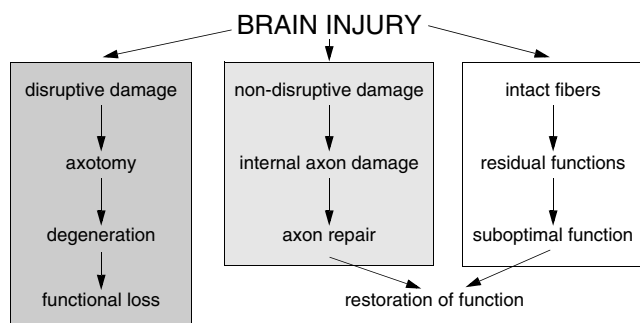 BRAIN INJURY
disruptive damage
axotomy
degeneration
functional loss
non-disruptive damage
internal axon damage
axon repair
intact fibers
residual functions
suboptimal function
restoration of function